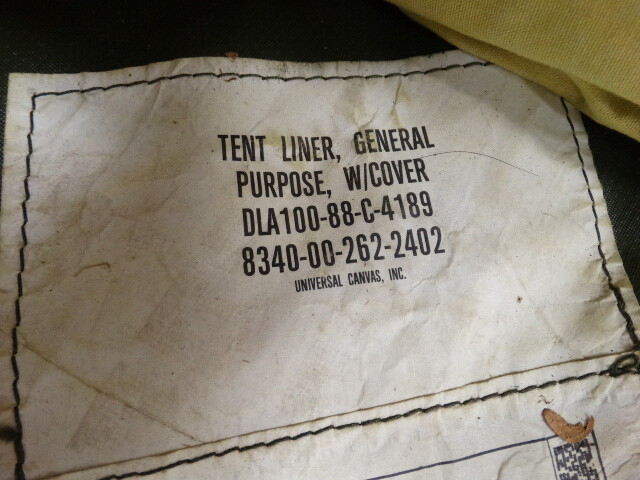 TENT LINER, GENERAL
PURPOSE, W/COVER
DLA100-88-C-4189
8340-00-262-2402
UNIVERSAL CANVAS, INC.